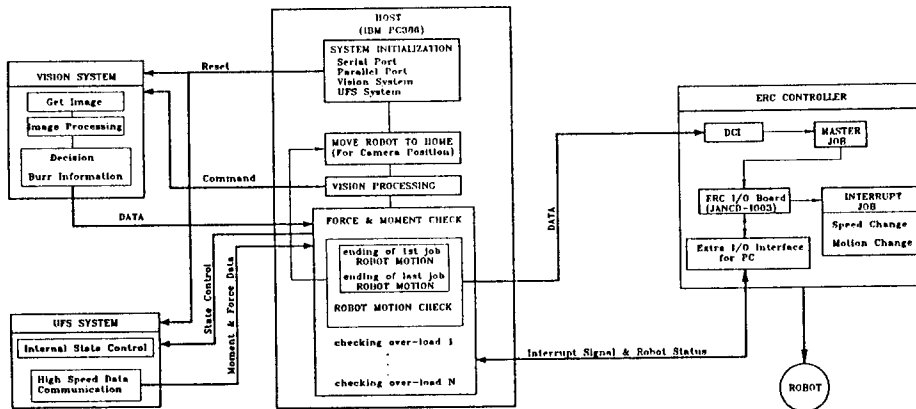 HOST
(IBM PC386)
SYSTEM INITIALIZATION
Serial Port
Parallel Port
Vision System
UFS System
Reset
VISION SYSTEM
Get Image
Image Processing
Decision
Burr Information
MOVE ROBOT TO HOME
(For Camera Position)
Command
VISION PROCESSING
DATA
FORCE & MOMENT CHECK
ending of 1st job
ROBOT MOTION
ending of last job
ROBOT MOTION
ROBOT MOTION CHECK
checking over-load 1
checking over-load N
State Control
Moment & Force Data
UFS SYSTEM
Internal State Control
High Speed Data
Communication
DATA
Interrupt Signal & Robot Status
ERC CONTROLLER
DCI
MASTER
JOB
ERC I/O Board
(JANCD-1003)
INTERRUPT
JOB
Speed Change
Motion Change
Extra I/O Interface
for PC
ROBOT